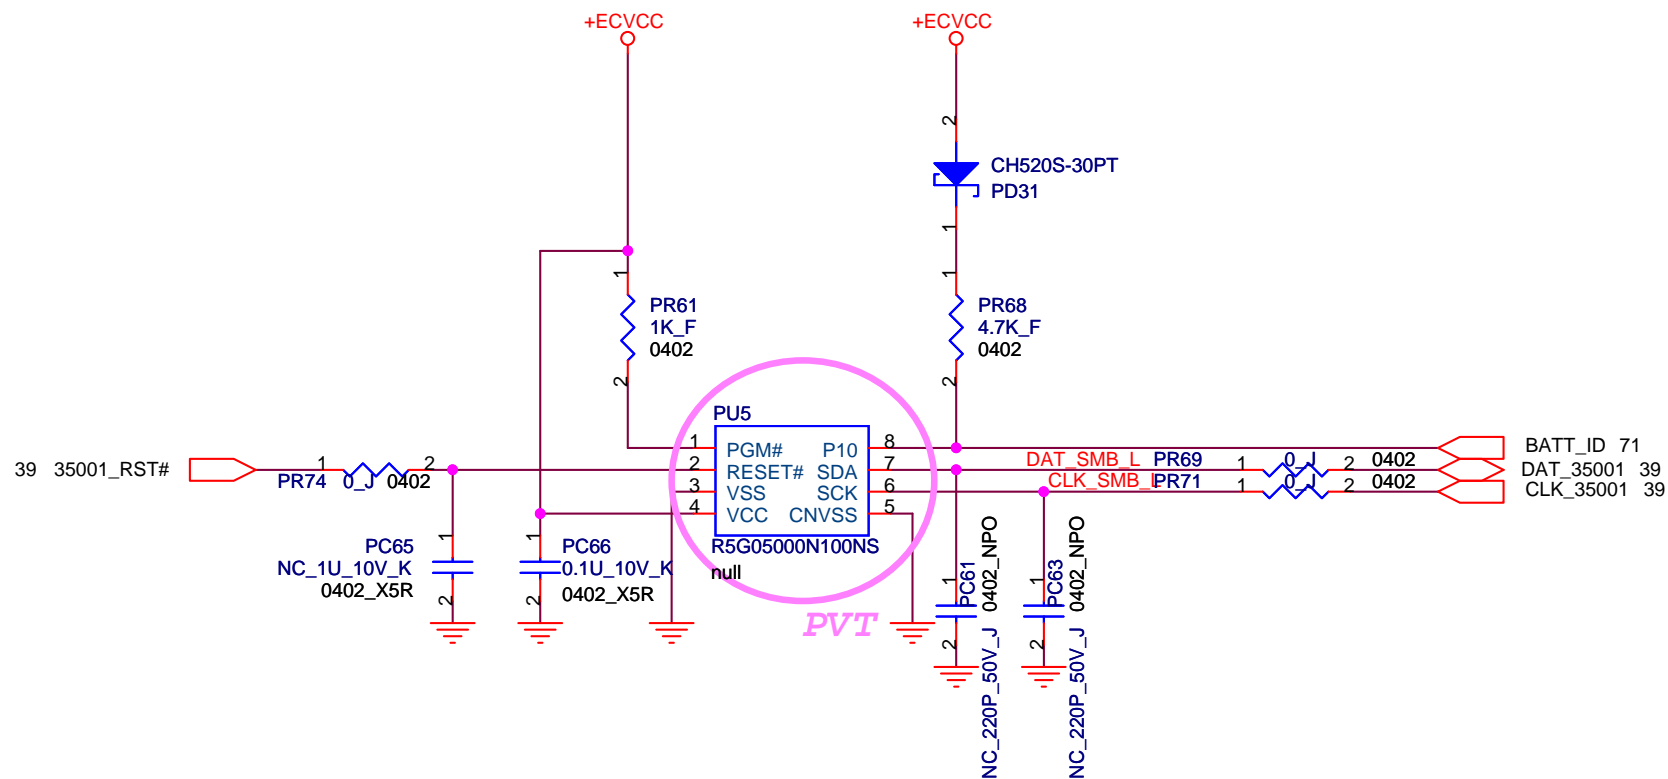 +ECVCC
+ECVCC
2
CH520S-30PT
PD31
1
1
PR61
1K_F
0402
2
1
PR68
4.7K_F
0402
2
PU5
1 PGM# P10 8
2 RESET# SDA 7
3 VSS SCK 6
4 VCC CNVSS 5
R5G05000N100NS
null
PVT
39 35001_RST#
1 2
PR74 0_J 0402
BATT_ID 71
DAT_SMB_L PR69 1 0_J 2 0402 DAT_35001 39
CLK_SMB_L PR71 1 0_J 2 0402 CLK_35001 39
1
PC65
NC_1U_10V_K
0402_X5R
2
1
PC66
0.1U_10V_K
0402_X5R
2
1
PC61
2
NC_220P_50V_J 0402_NPO
1
PC63
2
NC_220P_50V_J 0402_NPO